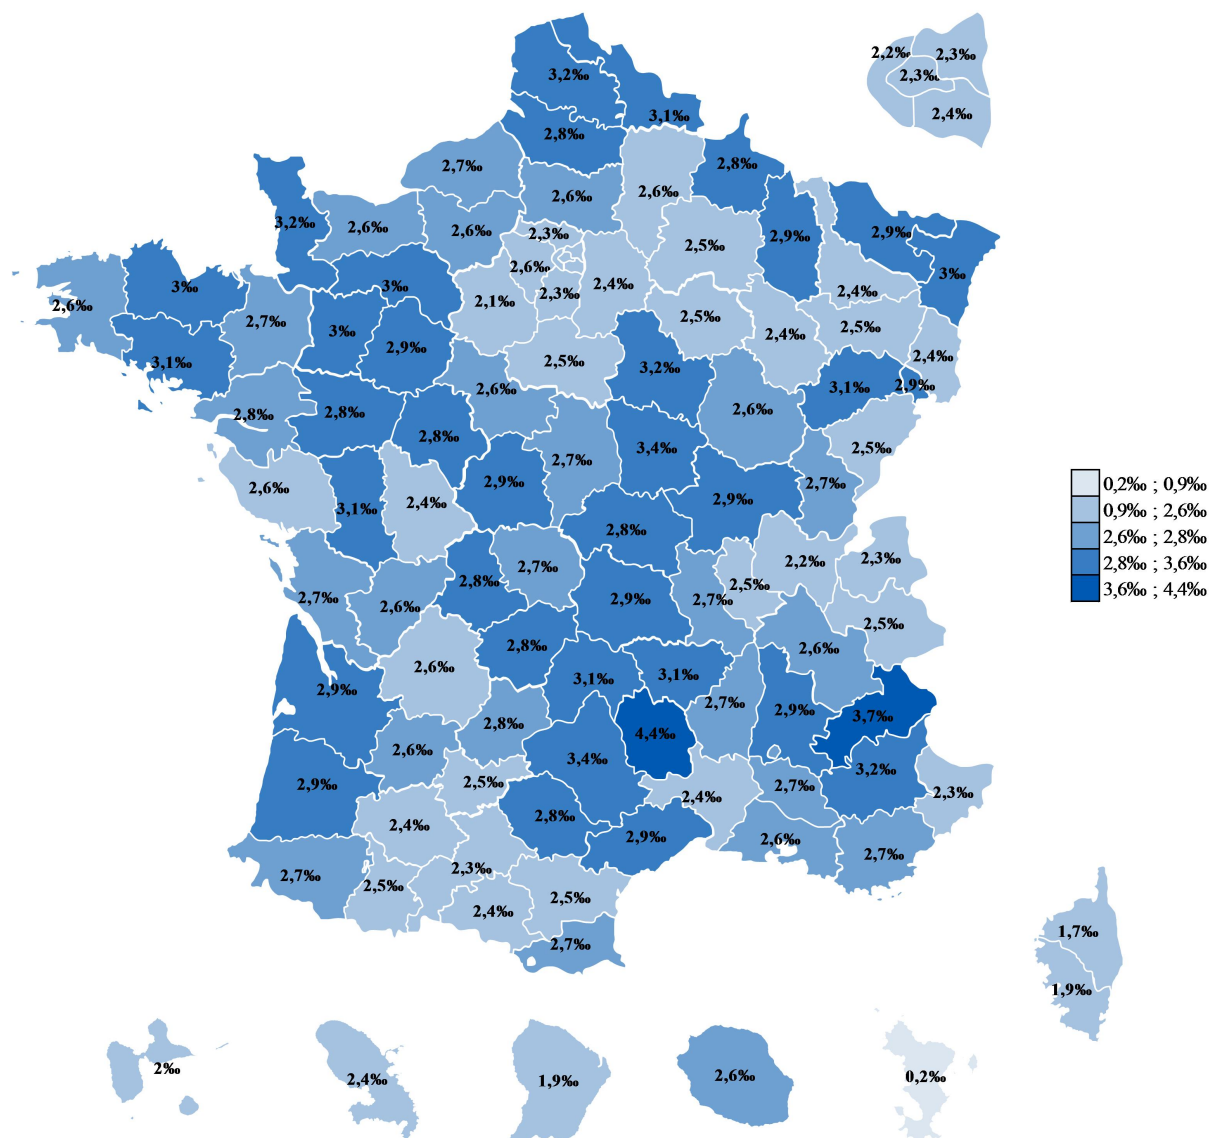 2,2‰ 2,3‰
3,2‰ 2,3‰
3,1‰ 2,4‰
2,8‰
2,7‰ 2,8‰
2,6‰ 2,6‰
3,2‰ 2,6‰ 2,6‰ 2,3‰ 2,5‰ 2,9‰ 2,9‰
2,6‰ 3‰
3‰ 3‰ 2,3‰ 2,4‰ 2,4‰
2,6‰ 2,1‰
2,7‰ 3‰ 2,5‰ 2,4‰ 2,5‰
3,1‰ 2,9‰ 2,5‰ 3,2‰ 2,4‰
2,6‰ 3,1‰ 2,9‰
2,8‰ 2,8‰ 2,6‰
2,8‰ 3,4‰ 2,5‰
2,7‰
2,6‰ 2,9‰ 2,7‰
3,1‰ 2,4‰ 2,9‰
2,8‰
2,7‰ 2,2‰ 2,3‰
2,8‰ 2,5‰
2,7‰ 2,6‰ 2,9‰ 2,7‰
2,5‰
2,8‰ 2,6‰
2,6‰ 3,1‰ 3,1‰
2,9‰ 2,7‰ 2,9‰ 3,7‰
2,8‰ 4,4‰
2,6‰ 3,4‰ 3,2‰
2,9‰ 2,5‰ 2,4‰ 2,7‰ 2,3‰
2,4‰ 2,8‰
2,9‰ 2,6‰
2,7‰ 2,3‰ 2,7‰
2,5‰ 2,5‰
2,4‰
2,7‰ 1,7‰
1,9‰
2‰ 2,4‰ 1,9‰ 2,6‰ 0,2‰
0,2‰ ; 0,9‰
0,9‰ ; 2,6‰
2,6‰ ; 2,8‰
2,8‰ ; 3,6‰
3,6‰ ; 4,4‰